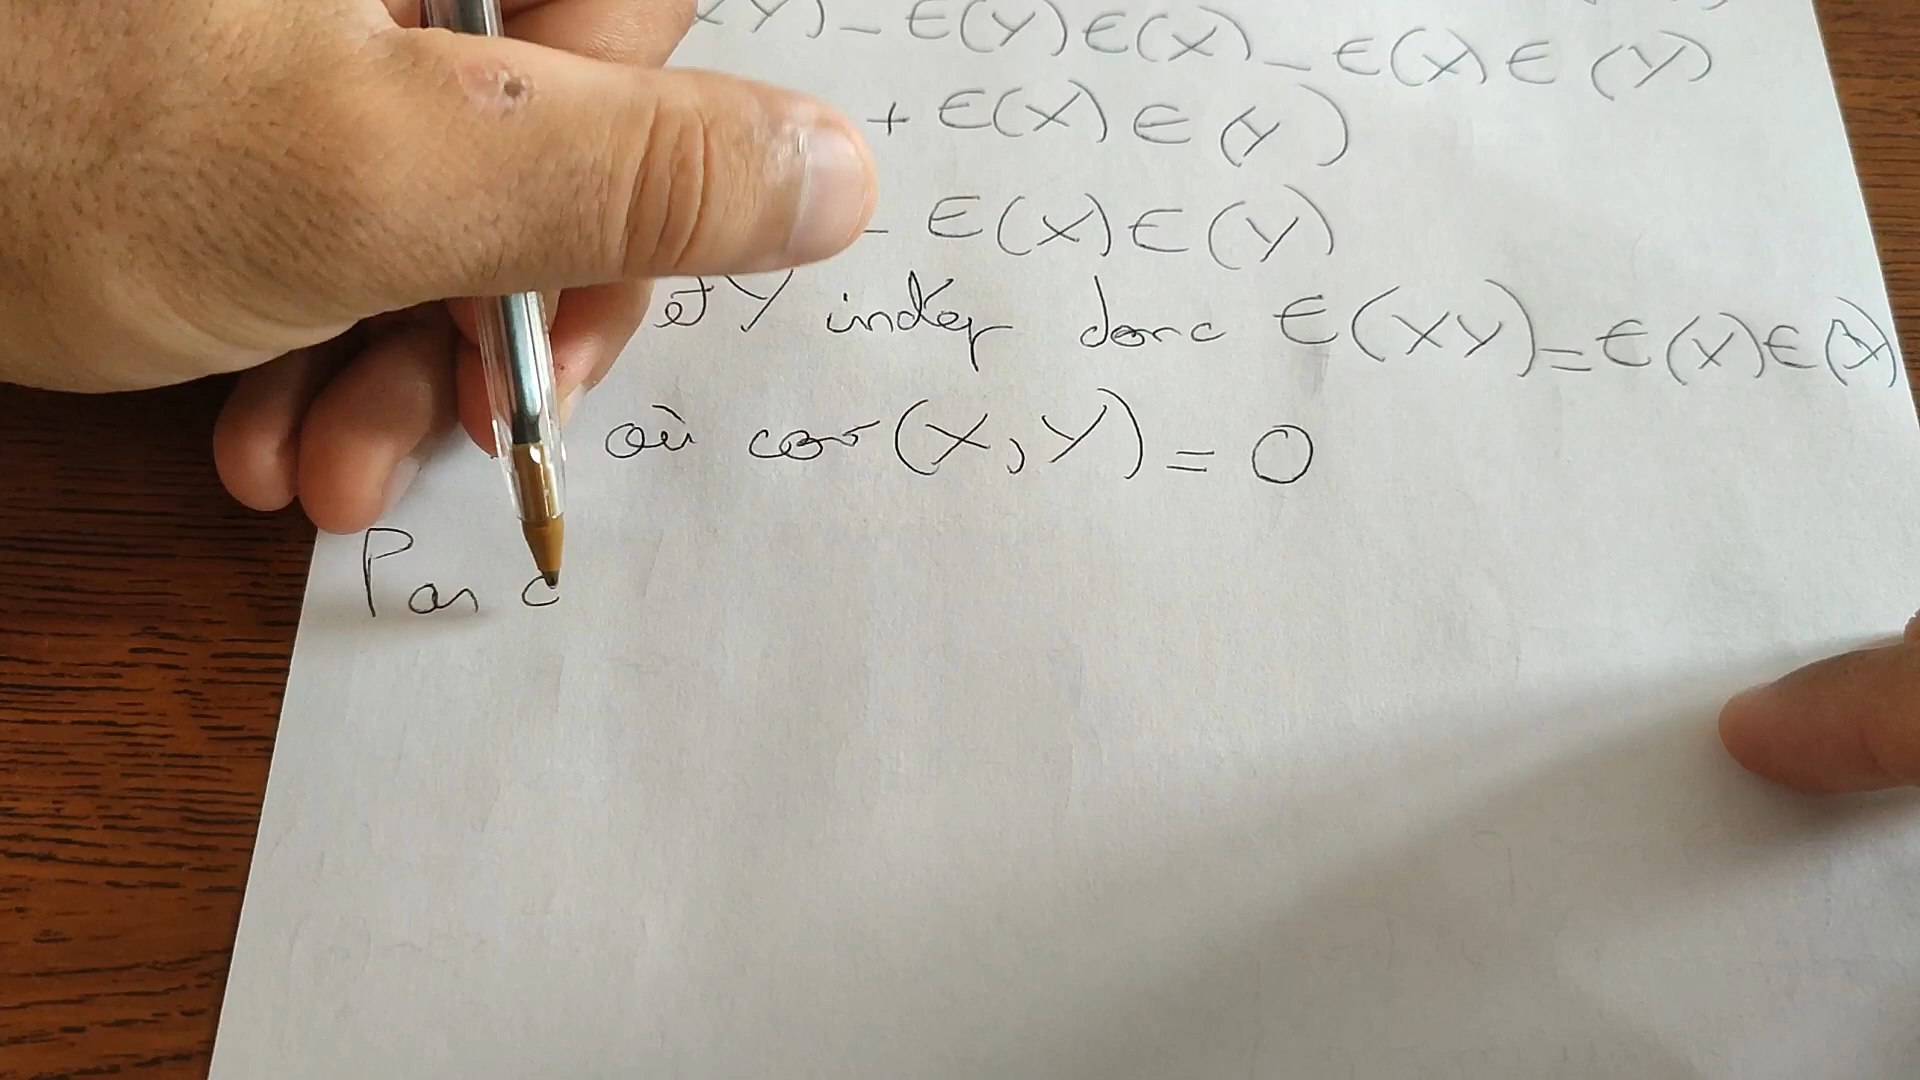 XY) - E(Y)E(X) - E(X)E(Y)
+ E(X)E(Y)
- E(X)E(Y)
et Y indép donc E(XY) = E(X)E(Y)
où cov(X,Y) = 0
Par c